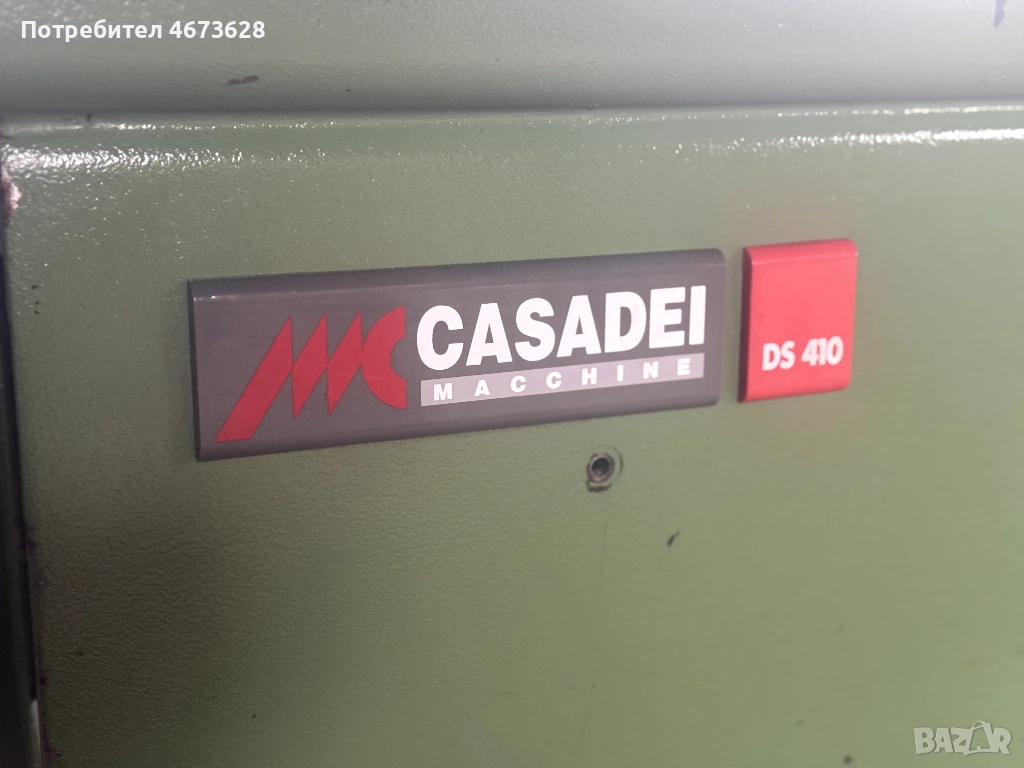 Потребител 4673628
CASADEI
MACCHINE
DS 410
BAZAR